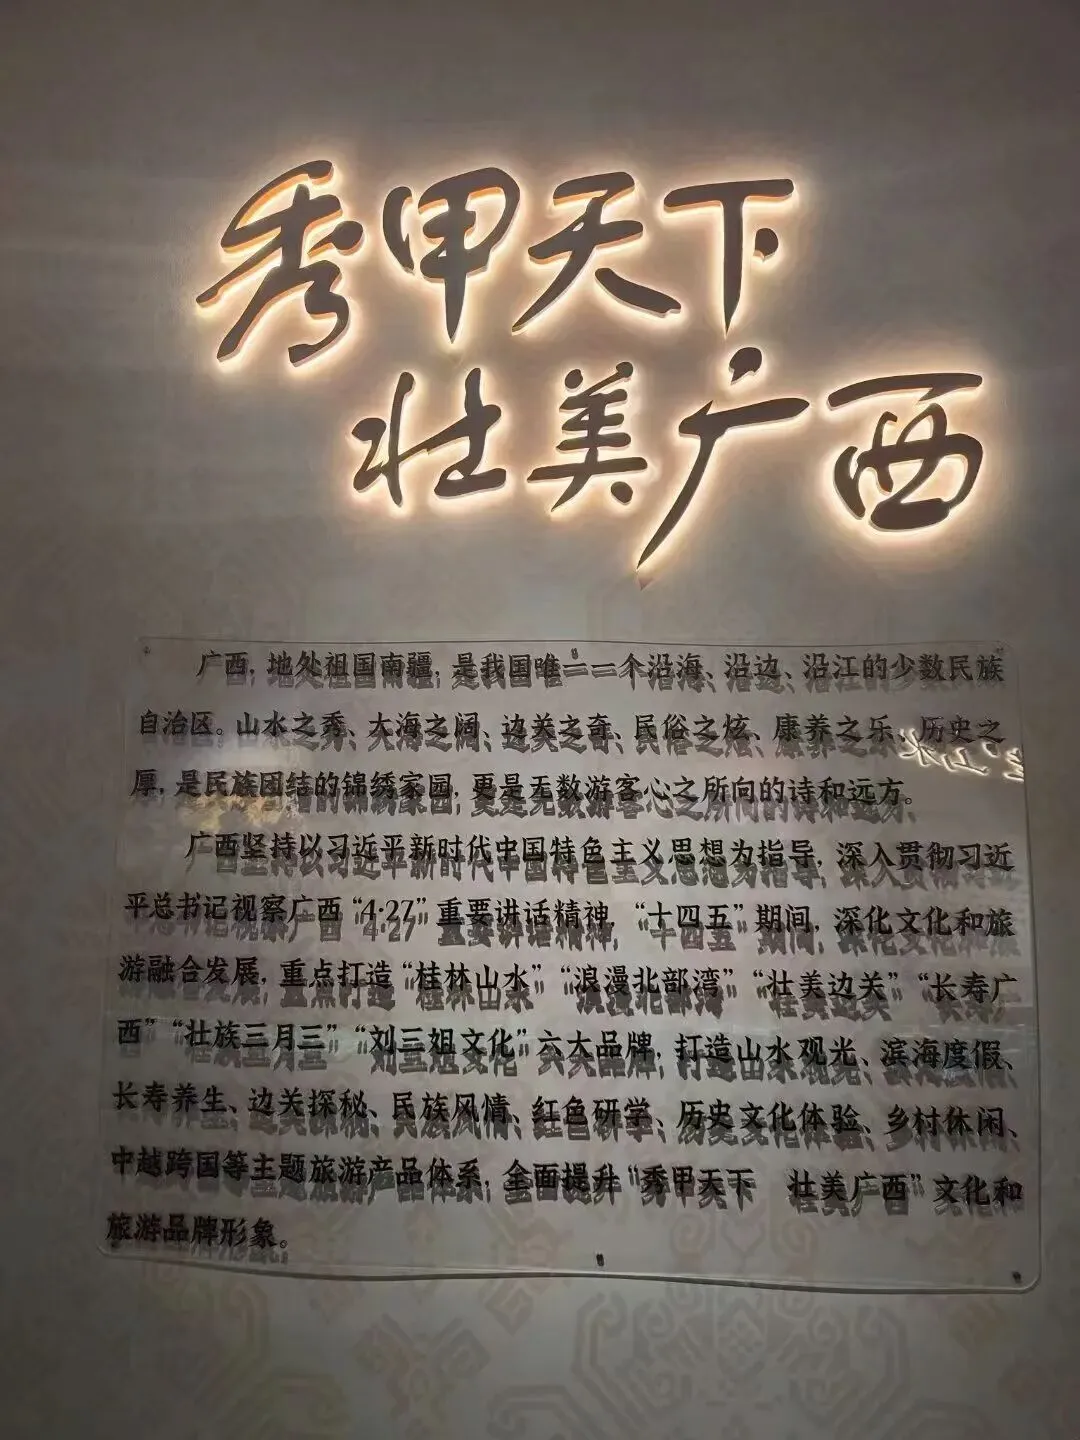 秀甲天下
壮美广西
广西，地处祖国南疆，是我国唯一一个沿海、沿边、沿江的少数民族
自治区。山水之秀、大海之阔、边关之奇、民俗之炫、康养之乐、历史之
厚，是民族团结的锦绣家园，更是无数游客心之所向的诗和远方。
广西坚持以习近平新时代中国特色主义思想为指导，深入贯彻习近
平总书记视察广西“4·27”重要讲话精神，“十四五”期间，深化文化和旅
游融合发展，重点打造“桂林山水”“浪漫北部湾”“壮美边关”“长寿广
西”“壮族三月三”“刘三姐文化”六大品牌，打造山水观光、滨海度假、
长寿养生、边关探秘、民族风情、红色研学、历史文化体验、乡村休闲、
中越跨国等主题旅游产品体系，全面提升“秀甲天下 壮美广西”文化和
旅游品牌形象。